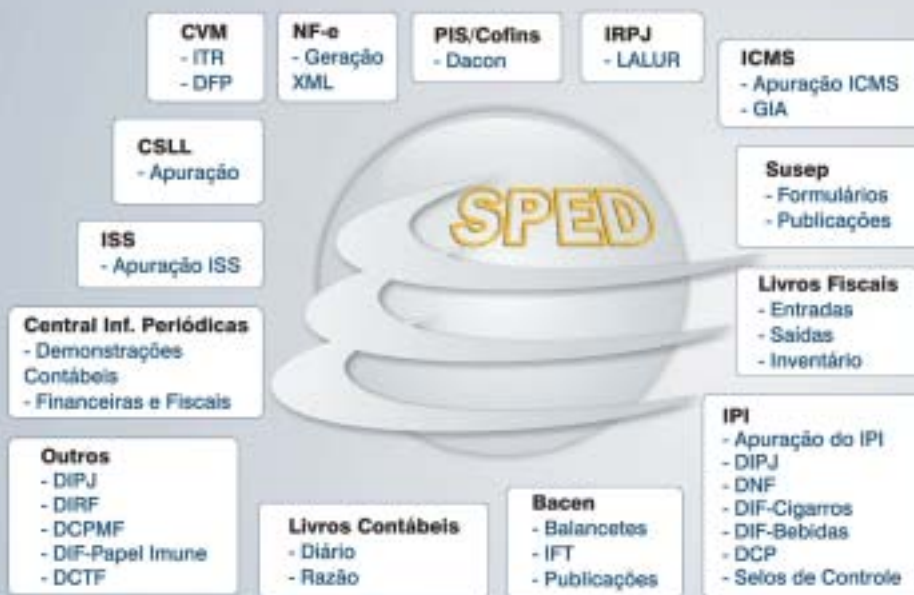 CVM
- ITR
- DFP
NF-e
- Geração
XML
PIS/Cofins
- Dacon
IRPJ
- LALUR
ICMS
- Apuração ICMS
- GIA
CSLL
- Apuração
SPED
Susep
- Formulários
- Publicações
ISS
- Apuração ISS
Livros Fiscais
- Entradas
- Saídas
- Inventário
Central Inf. Periódicas
- Demonstrações
Contábeis
- Financeiras e Fiscais
IPI
- Apuração do IPI
- DIPJ
- DNF
- DIF-Cigarros
- DIF-Bebidas
- DCP
- Selos de Controle
Outros
- DIPJ
- DIRF
- DCPMF
- DIF-Papel Imune
- DCTF
Livros Contábeis
- Diário
- Razão
Bacen
- Balancetes
- IFT
- Publicações